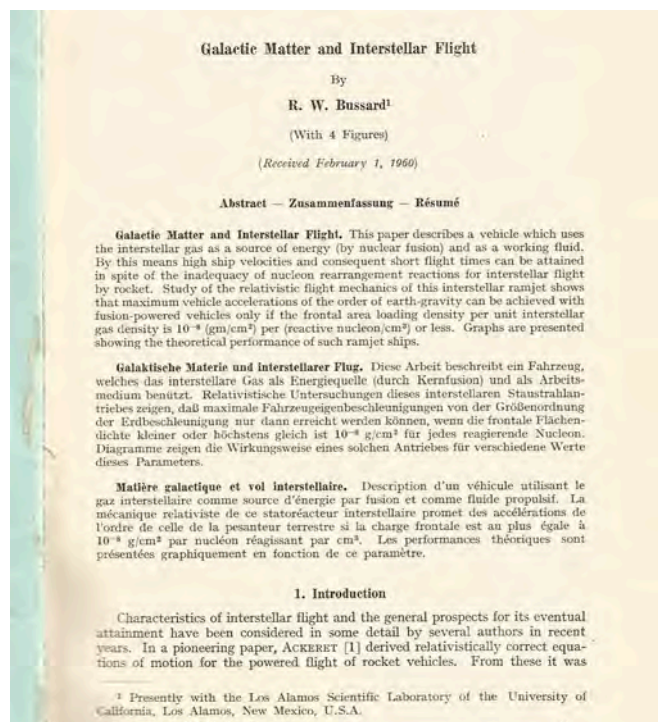 Galactic Matter and Interstellar Flight
By
R. W. Bussard¹
(With 4 Figures)
(Received February 1, 1960)
Abstract — Zusammenfassung — Résumé
Galactic Matter and Interstellar Flight. This paper describes a vehicle which uses
the interstellar gas as a source of energy (by nuclear fusion) and as a working fluid.
By this means high ship velocities and consequent short flight times can be attained
in spite of the inadequacy of nucleon rearrangement reactions for interstellar flight
by rocket. Study of the relativistic flight mechanics of this interstellar ramjet shows
that maximum vehicle accelerations of the order of earth-gravity can be achieved with
fusion-powered vehicles only if the frontal area loading density per unit interstellar
gas density is 10⁻⁸ (gm/cm²) per (reactive nucleon/cm³) or less. Graphs are presented
showing the theoretical performance of such ramjet ships.
Galaktische Materie und interstellarer Flug. Diese Arbeit beschreibt ein Fahrzeug,
welches das interstellare Gas als Energiequelle (durch Kernfusion) und als Arbeits-
medium benützt. Relativistische Untersuchungen dieses interstellaren Staustrahlan-
triebes zeigen, daß maximale Fahrzeugeigenbeschleunigungen von der Größenordnung
der Erdbeschleunigung nur dann erreicht werden können, wenn die frontale Flächen-
dichte kleiner oder höchstens gleich ist 10⁻⁸ g/cm² für jedes reagierende Nucleon.
Diagramme zeigen die Wirkungsweise eines solchen Antriebes für verschiedene Werte
dieses Parameters.
Matière galactique et vol interstellaire. Description d'un véhicule utilisant le
gaz interstellaire comme source d'énergie par fusion et comme fluide propulsif. La
mécanique relativiste de ce statoréacteur interstellaire promet des accélérations de
l'ordre de celle de la pesanteur terrestre si la charge frontale est au plus égale à
10⁻⁸ g/cm² par nucléon réagissant par cm³. Les performances théoriques sont
présentées graphiquement en fonction de ce paramètre.
1. Introduction
Characteristics of interstellar flight and the general prospects for its eventual
attainment have been considered in some detail by several authors in recent
years. In a pioneering paper, ACKERET [1] derived relativistically correct equa-
tions of motion for the powered flight of rocket vehicles. From these it was
¹ Presently with the Los Alamos Scientific Laboratory of the University of
California, Los Alamos, New Mexico, U.S.A.